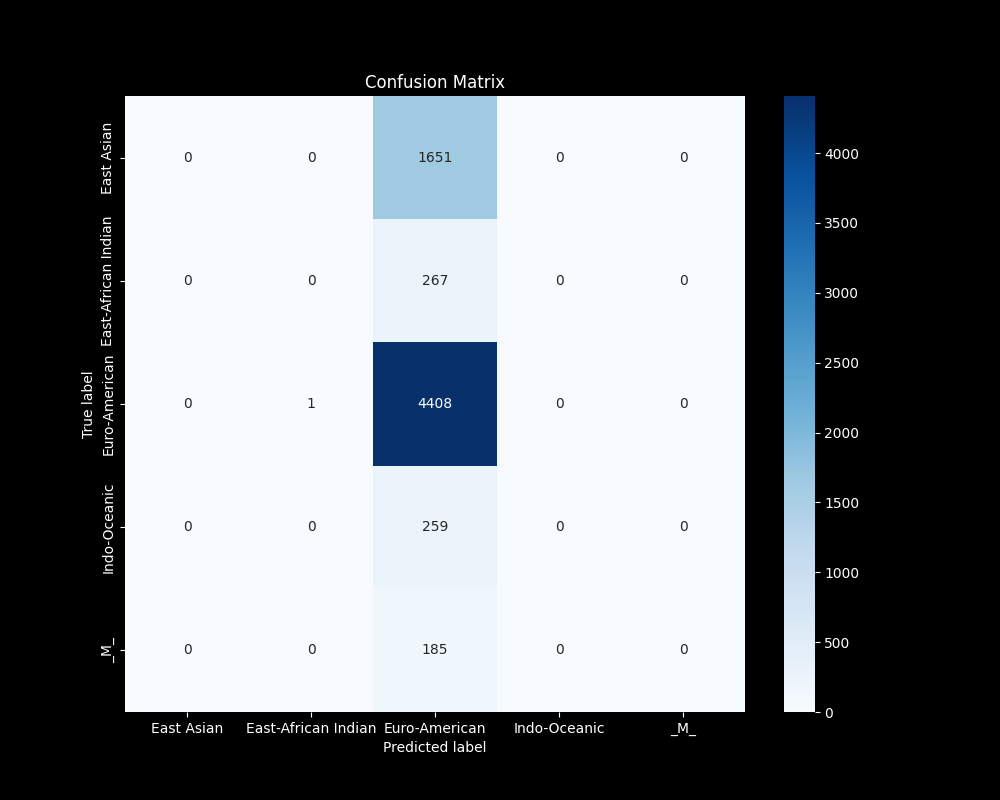 Confusion Matrix
True label
East Asian
East-African Indian
Euro-American
Indo-Oceanic
_M_
0 0 1651 0 0
0 0 267 0 0
0 1 4408 0 0
0 0 259 0 0
0 0 185 0 0
East Asian East-African Indian Euro-American Indo-Oceanic _M_
Predicted label
4000
3500
3000
2500
2000
1500
1000
500
0